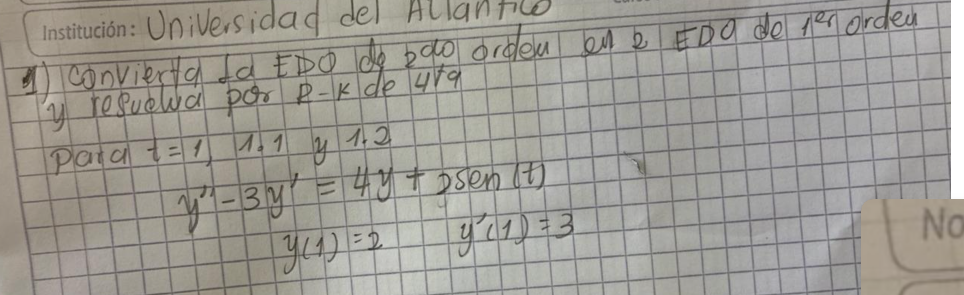 Institución: Universidad del Atlantico
1) convierta la EDO de 2do orden en 2 EDO de 1er orden
y resuelva por R-K de 4ta
para t=1, 1.1 y 1.2
y''-3y' = 4y + 2sen(t)
y(1)=2 y'(1)=3
No